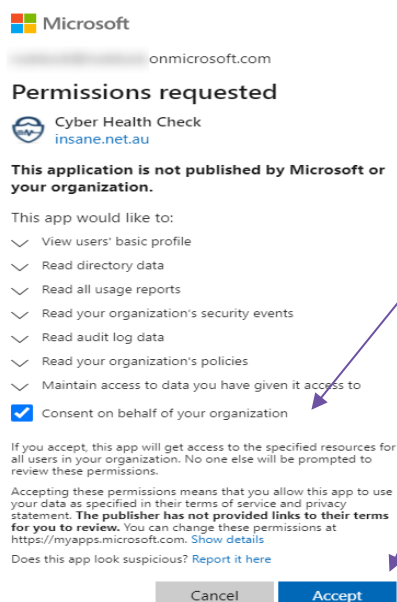 Microsoft
onmicrosoft.com
Permissions requested
Cyber Health Check
insane.net.au
This application is not published by Microsoft or
your organization.
This app would like to:
View users' basic profile
Read directory data
Read all usage reports
Read your organization's security events
Read audit log data
Read your organization's policies
Maintain access to data you have given it access to
Consent on behalf of your organization
If you accept, this app will get access to the specified resources for
all users in your organization. No one else will be prompted to
review these permissions.
Accepting these permissions means that you allow this app to use
your data as specified in their terms of service and privacy
statement. The publisher has not provided links to their terms
for you to review. You can change these permissions at
https://myapps.microsoft.com. Show details
Does this app look suspicious? Report it here
Cancel Accept